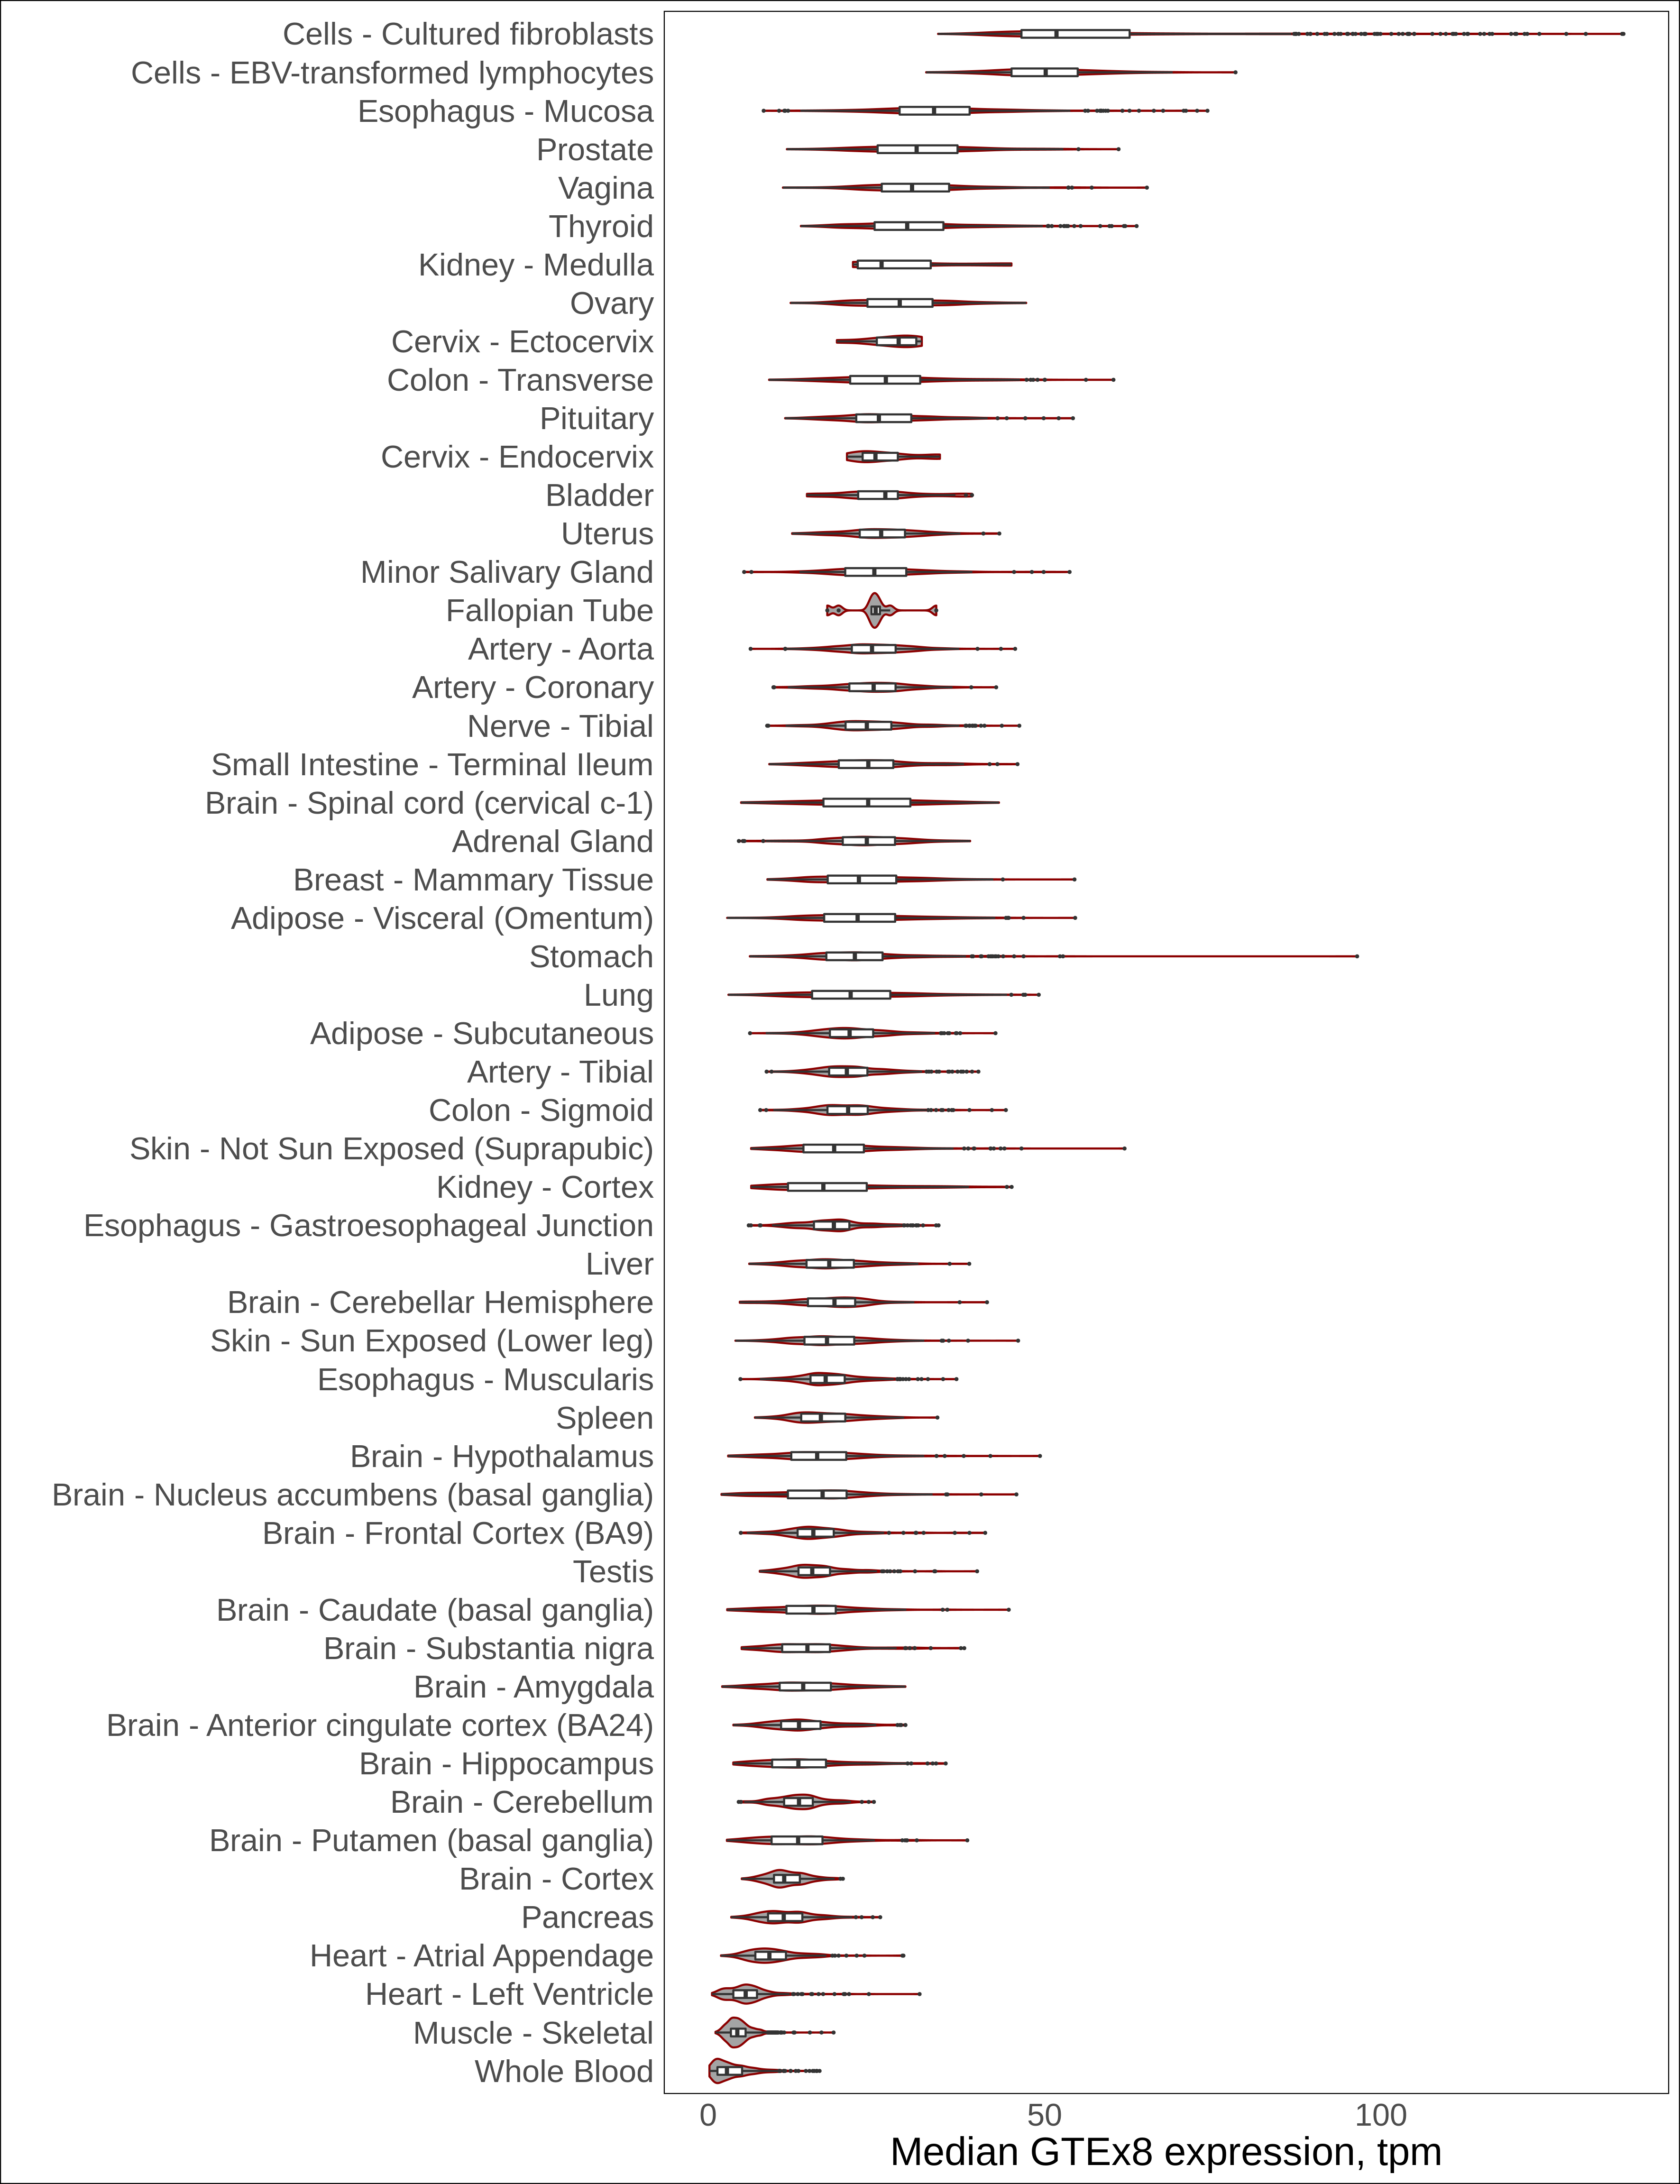 Cells - Cultured fibroblasts
Cells - EBV-transformed lymphocytes
Esophagus - Mucosa
Prostate
Vagina
Thyroid
Kidney - Medulla
Ovary
Cervix - Ectocervix
Colon - Transverse
Pituitary
Cervix - Endocervix
Bladder
Uterus
Minor Salivary Gland
Fallopian Tube
Artery - Aorta
Artery - Coronary
Nerve - Tibial
Small Intestine - Terminal Ileum
Brain - Spinal cord (cervical c-1)
Adrenal Gland
Breast - Mammary Tissue
Adipose - Visceral (Omentum)
Stomach
Lung
Adipose - Subcutaneous
Artery - Tibial
Colon - Sigmoid
Skin - Not Sun Exposed (Suprapubic)
Kidney - Cortex
Esophagus - Gastroesophageal Junction
Liver
Brain - Cerebellar Hemisphere
Skin - Sun Exposed (Lower leg)
Esophagus - Muscularis
Spleen
Brain - Hypothalamus
Brain - Nucleus accumbens (basal ganglia)
Brain - Frontal Cortex (BA9)
Testis
Brain - Caudate (basal ganglia)
Brain - Substantia nigra
Brain - Amygdala
Brain - Anterior cingulate cortex (BA24)
Brain - Hippocampus
Brain - Cerebellum
Brain - Putamen (basal ganglia)
Brain - Cortex
Pancreas
Heart - Atrial Appendage
Heart - Left Ventricle
Muscle - Skeletal
Whole Blood
0 50 100
Median GTEx8 expression, tpm